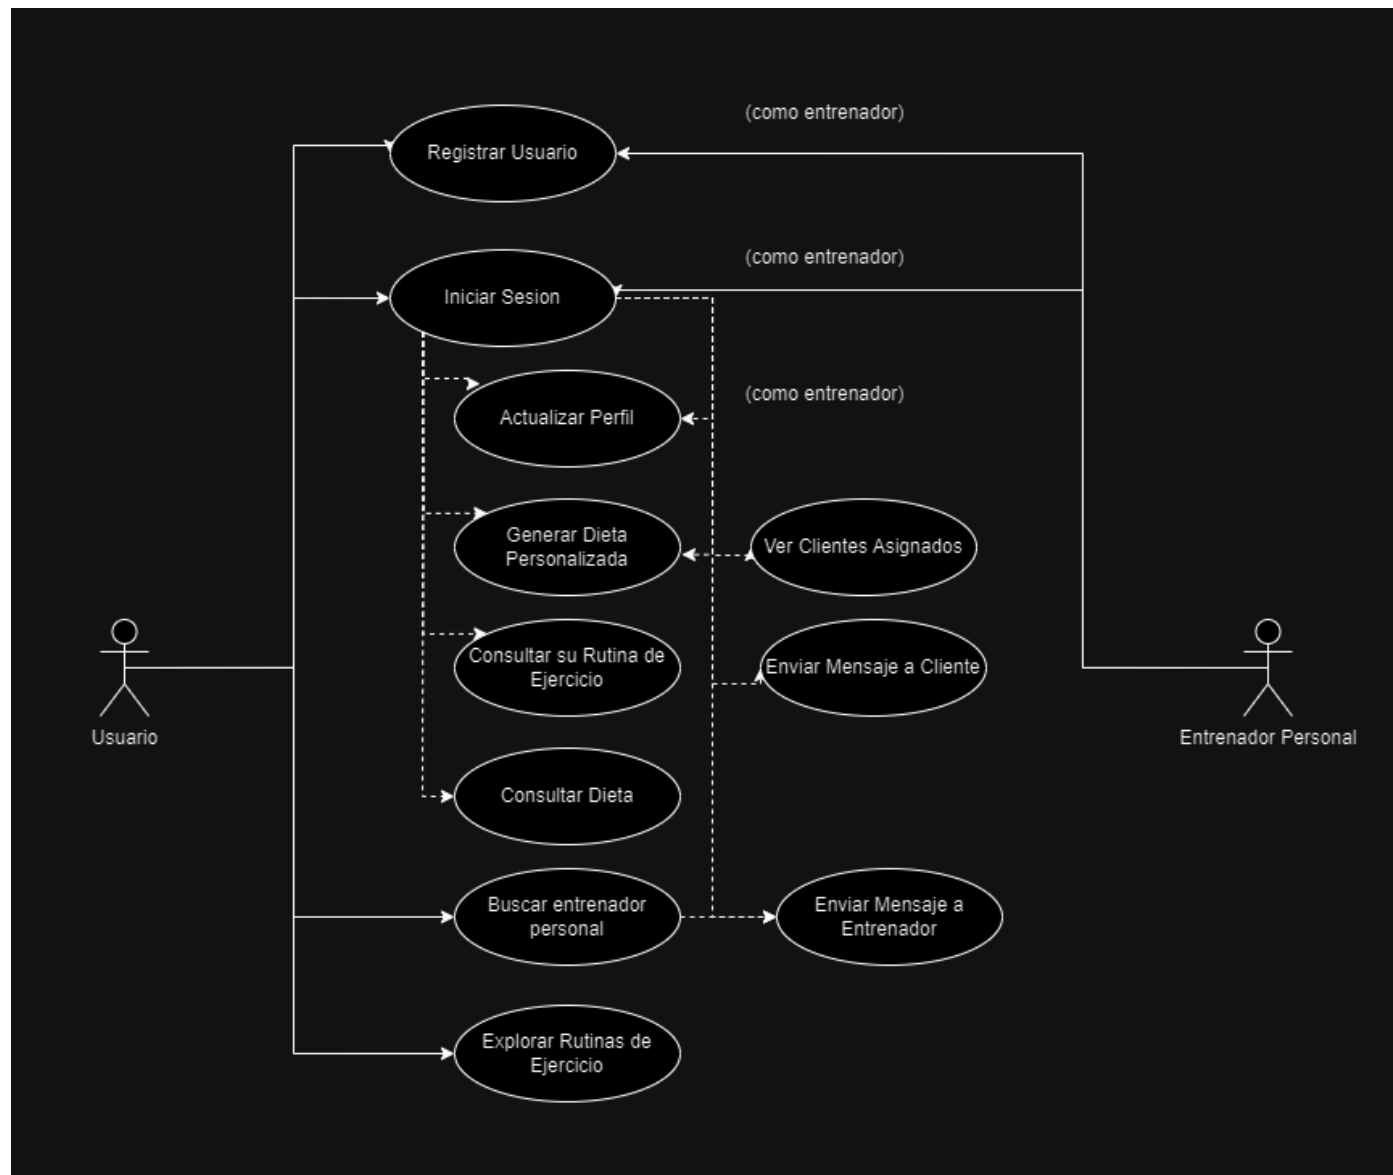 (como entrenador)
Registrar Usuario
(como entrenador)
Iniciar Sesion
(como entrenador)
Actualizar Perfil
Generar Dieta
Personalizada
Ver Clientes Asignados
Consultar su Rutina de
Ejercicio
Enviar Mensaje a Cliente
Usuario
Entrenador Personal
Consultar Dieta
Buscar entrenador
personal
Enviar Mensaje a
Entrenador
Explorar Rutinas de
Ejercicio